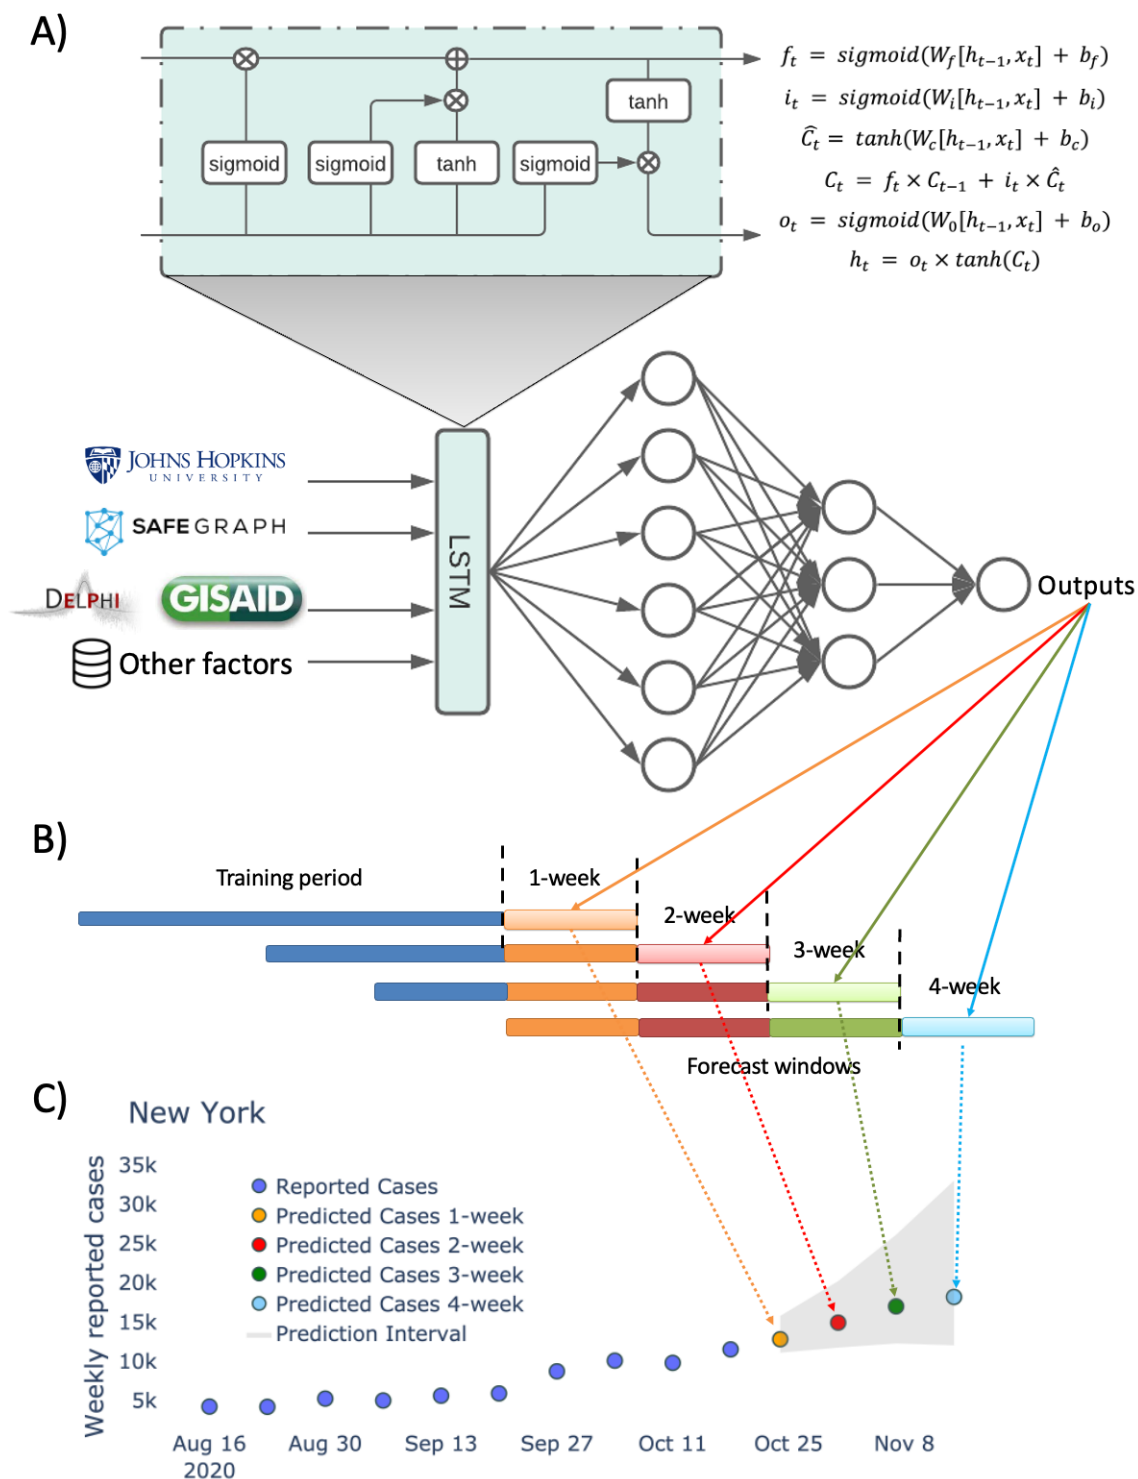 A)
tanh
sigmoid
sigmoid
tanh
sigmoid
f_t = sigmoid(W_f[h_{t−1}, x_t] + b_f)
i_t = sigmoid(W_i[h_{t−1}, x_t] + b_i)
Ĉ_t = tanh(W_c[h_{t−1}, x_t] + b_c)
C_t = f_t × C_{t−1} + i_t × Ĉ_t
o_t = sigmoid(W_0[h_{t−1}, x_t] + b_o)
h_t = o_t × tanh(C_t)
JOHNS HOPKINS
UNIVERSITY
SAFEGRAPH
DELPHI
GISAID
Other factors
LSTM
Outputs
B)
Training period
1-week
2-week
3-week
4-week
Forecast windows
C)
New York
Weekly reported cases
35k
30k
25k
20k
15k
10k
5k
Reported Cases
Predicted Cases 1-week
Predicted Cases 2-week
Predicted Cases 3-week
Predicted Cases 4-week
Prediction Interval
Aug 16
2020
Aug 30
Sep 13
Sep 27
Oct 11
Oct 25
Nov 8